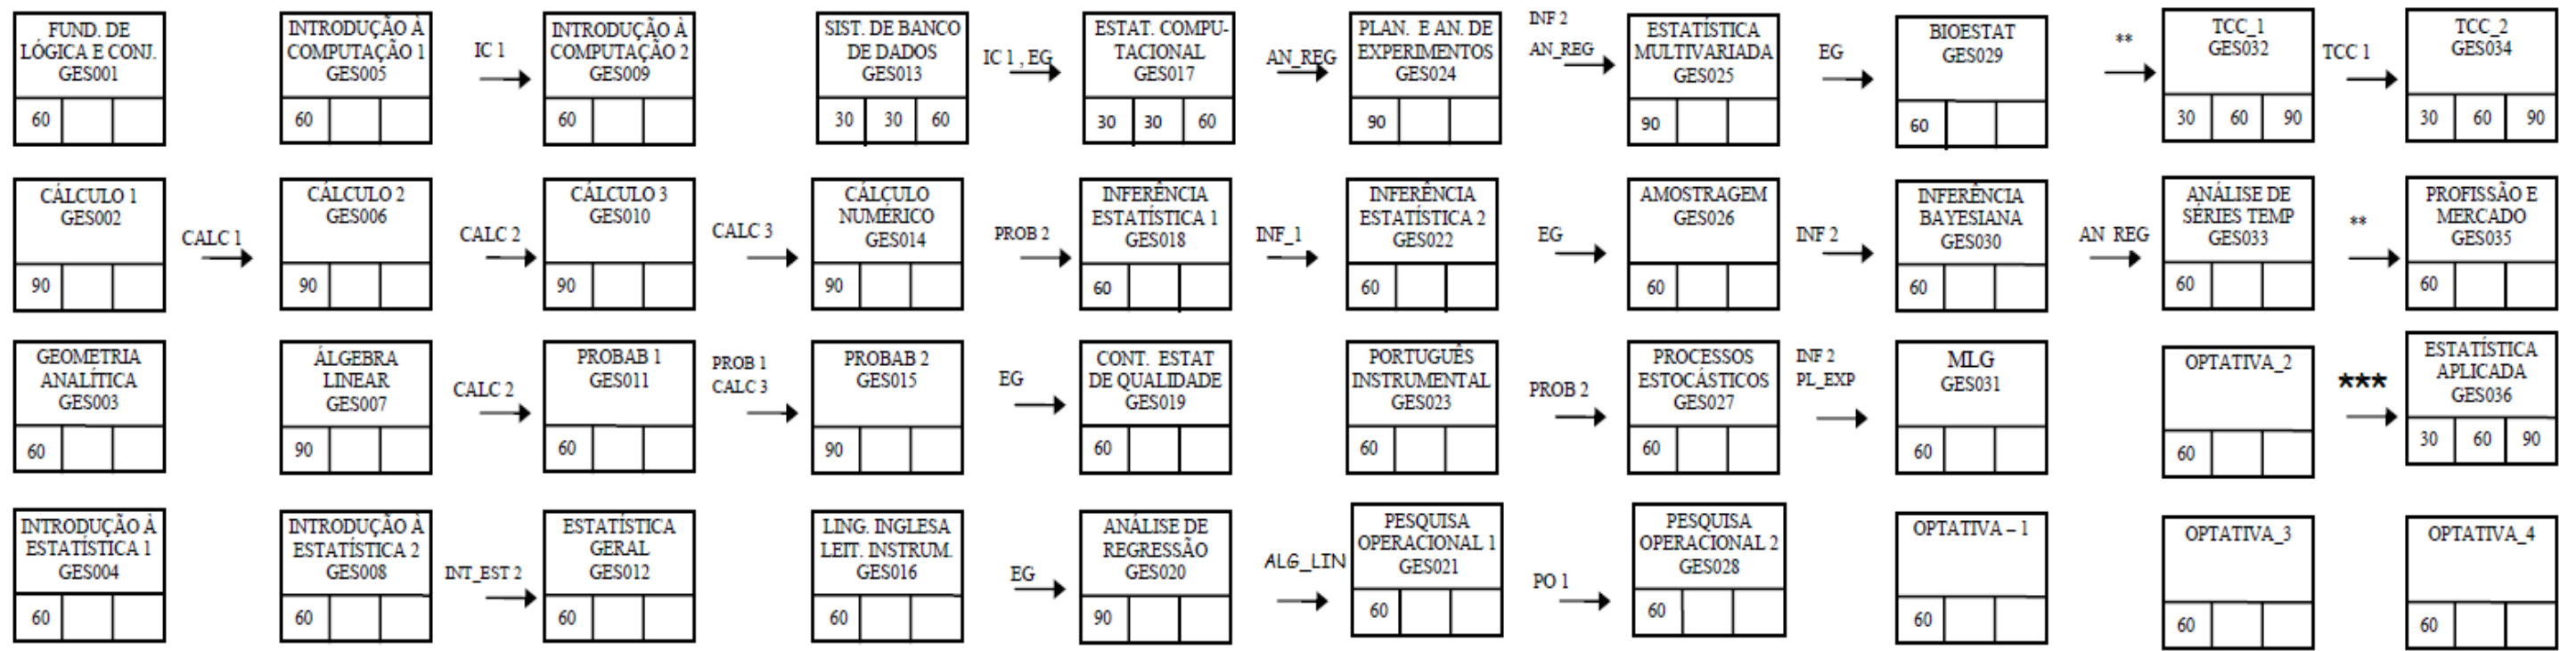 FUND. DE
LÓGICA E CONJ.
GES001
60
INTRODUÇÃO À
COMPUTAÇÃO 1
GES005
60
IC 1
INTRODUÇÃO À
COMPUTAÇÃO 2
GES009
60
SIST. DE BANCO
DE DADOS
GES013
30 30 60
IC 1 , EG
ESTAT. COMPU-
TACIONAL
GES017
30 30 60
AN_REG
PLAN. E AN. DE
EXPERIMENTOS
GES024
90
INF 2
AN_REG
ESTATÍSTICA
MULTIVARIADA
GES025
90
EG
BIOESTAT
GES029
60
**
TCC_1
GES032
30 60 90
TCC 1
TCC_2
GES034
30 60 90
CÁLCULO 1
GES002
90
CALC 1
CÁLCULO 2
GES006
90
CALC 2
CÁLCULO 3
GES010
90
CALC 3
CÁLCULO
NUMÉRICO
GES014
90
PROB 2
INFERÊNCIA
ESTATÍSTICA 1
GES018
60
INF_1
INFERÊNCIA
ESTATÍSTICA 2
GES022
60
EG
AMOSTRAGEM
GES026
60
INF 2
INFERÊNCIA
BAYESIANA
GES030
60
AN REG
ANÁLISE DE
SÉRIES TEMP
GES033
60
**
PROFISSÃO E
MERCADO
GES035
60
GEOMETRIA
ANALÍTICA
GES003
60
ÁLGEBRA
LINEAR
GES007
90
CALC 2
PROBAB 1
GES011
60
PROB 1
CALC 3
PROBAB 2
GES015
90
EG
CONT. ESTAT
DE QUALIDADE
GES019
60
PORTUGUÊS
INSTRUMENTAL
GES023
60
PROB 2
PROCESSOS
ESTOCÁSTICOS
GES027
60
INF 2
PL_EXP
MLG
GES031
60
OPTATIVA_2
60
***
ESTATÍSTICA
APLICADA
GES036
30 60 90
INTRODUÇÃO À
ESTATÍSTICA 1
GES004
60
INTRODUÇÃO À
ESTATÍSTICA 2
GES008
60
INT_EST 2
ESTATÍSTICA
GERAL
GES012
60
LING. INGLESA
LEIT. INSTRUM.
GES016
60
EG
ANÁLISE DE
REGRESSÃO
GES020
90
ALG_LIN
PESQUISA
OPERACIONAL 1
GES021
60
PO 1
PESQUISA
OPERACIONAL 2
GES028
60
OPTATIVA – 1
60
OPTATIVA_3
60
OPTATIVA_4
60